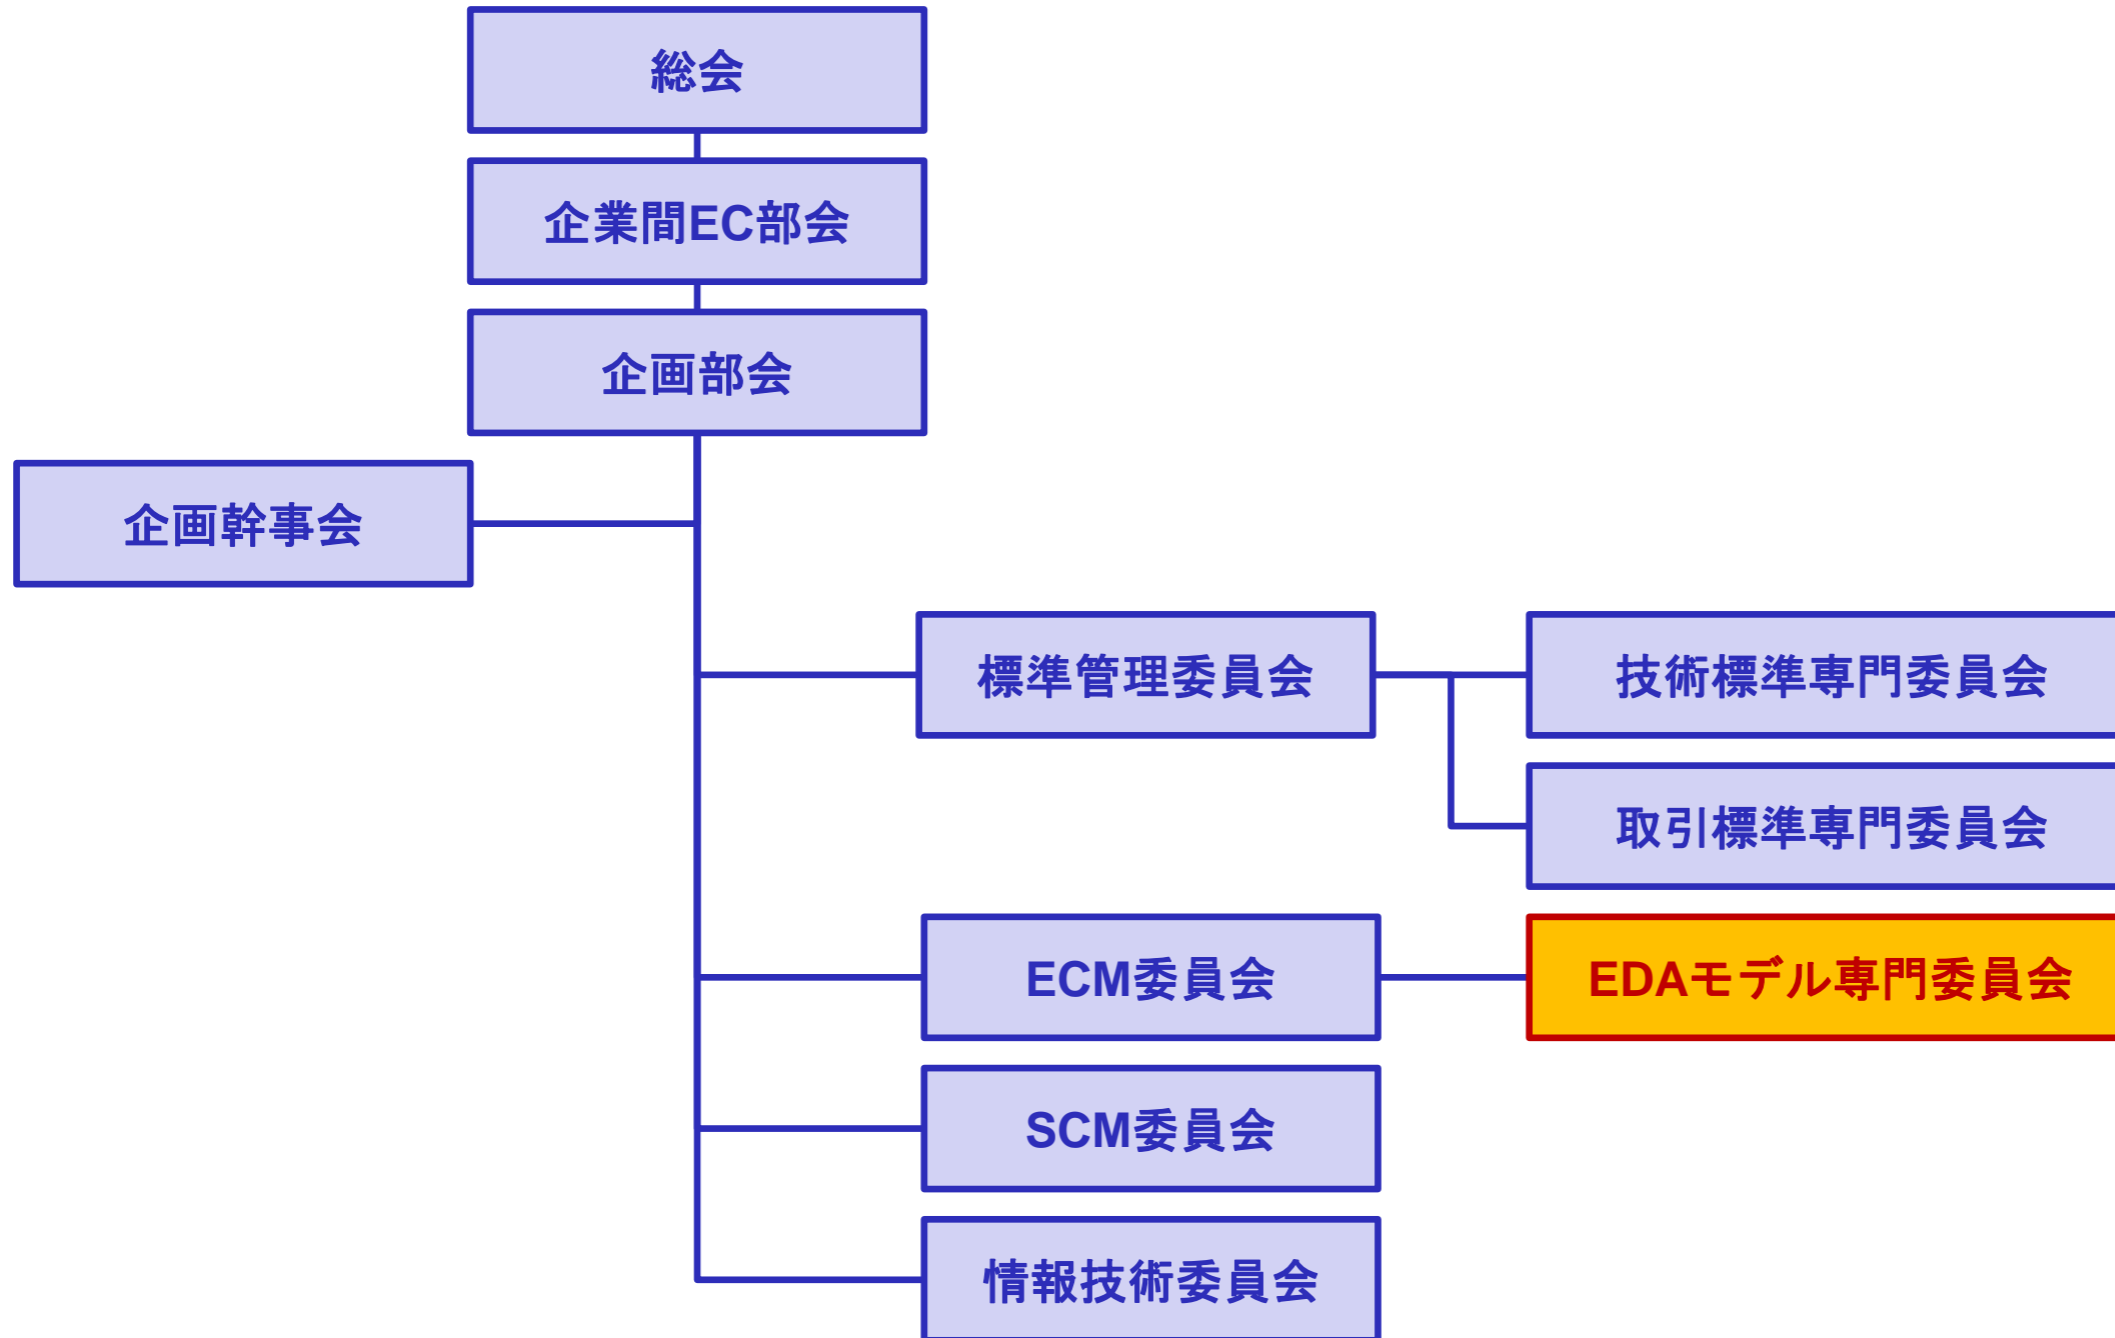 総会
企業間EC部会
企画部会
企画幹事会
標準管理委員会
技術標準専門委員会
取引標準専門委員会
ECM委員会
EDAモデル専門委員会
SCM委員会
情報技術委員会